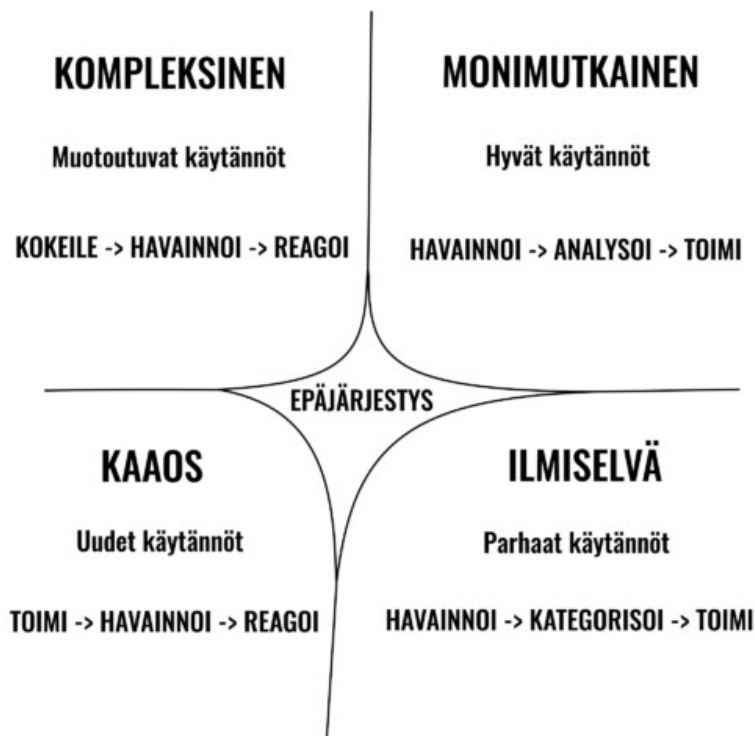 KOMPLEKSINEN
Muotoutuvat käytännöt
KOKEILE -> HAVAINNOI -> REAGOI
MONIMUTKAINEN
Hyvät käytännöt
HAVAINNOI -> ANALYSOI -> TOIMI
EPÄJÄRJESTYS
KAAOS
Uudet käytännöt
TOIMI -> HAVAINNOI -> REAGOI
ILMISELVÄ
Parhaat käytännöt
HAVAINNOI -> KATEGORISOI -> TOIMI